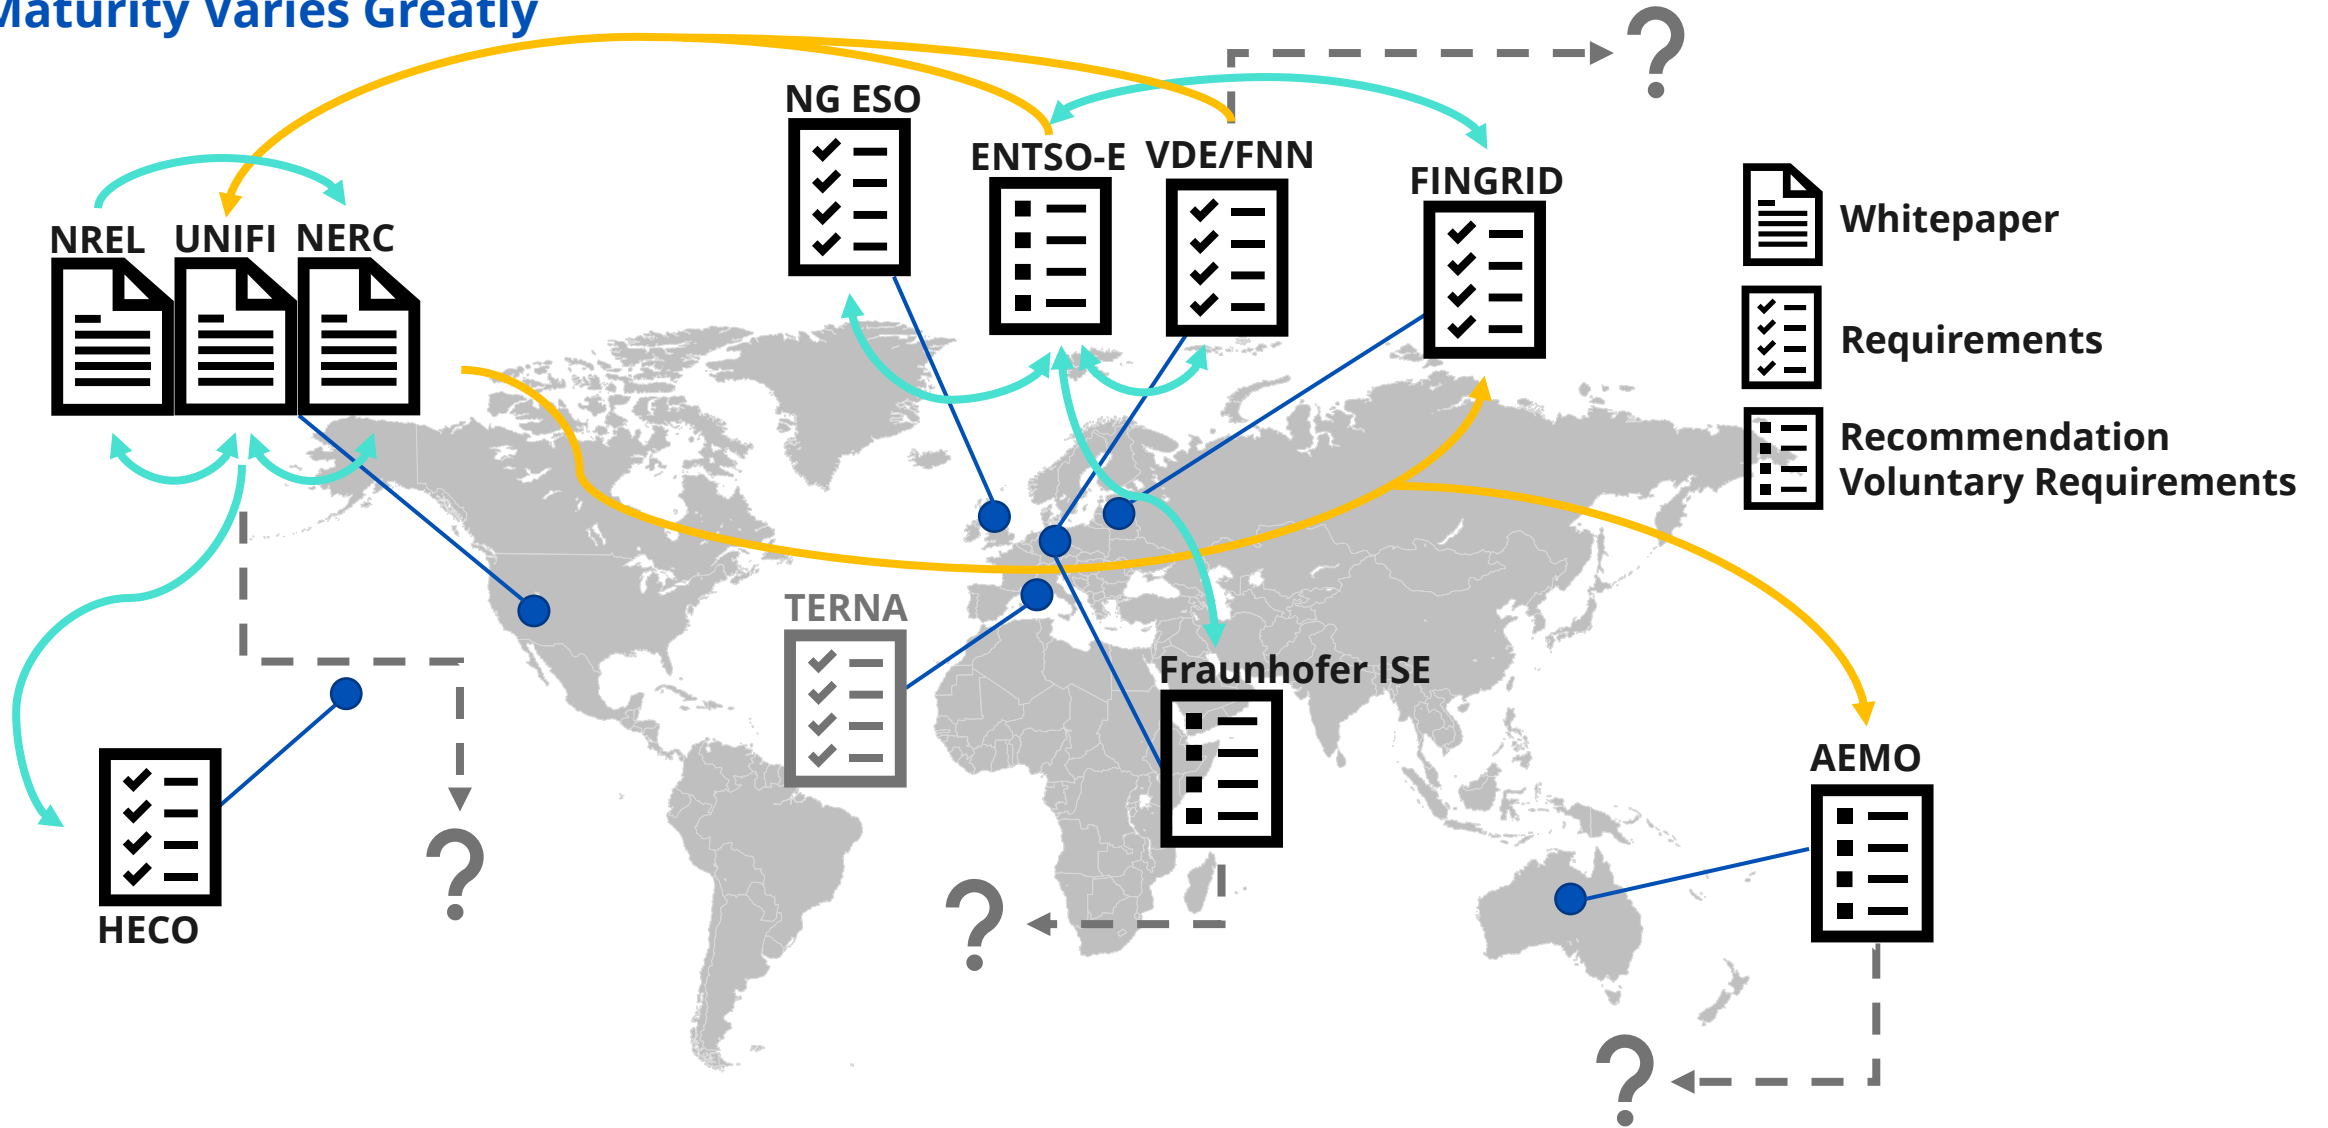 Maturity Varies Greatly
NG ESO
ENTSO-E
VDE/FNN
FINGRID
NREL
UNIFI
NERC
Whitepaper
Requirements
Recommendation
Voluntary Requirements
TERNA
Fraunhofer ISE
AEMO
HECO
?
?
?
?